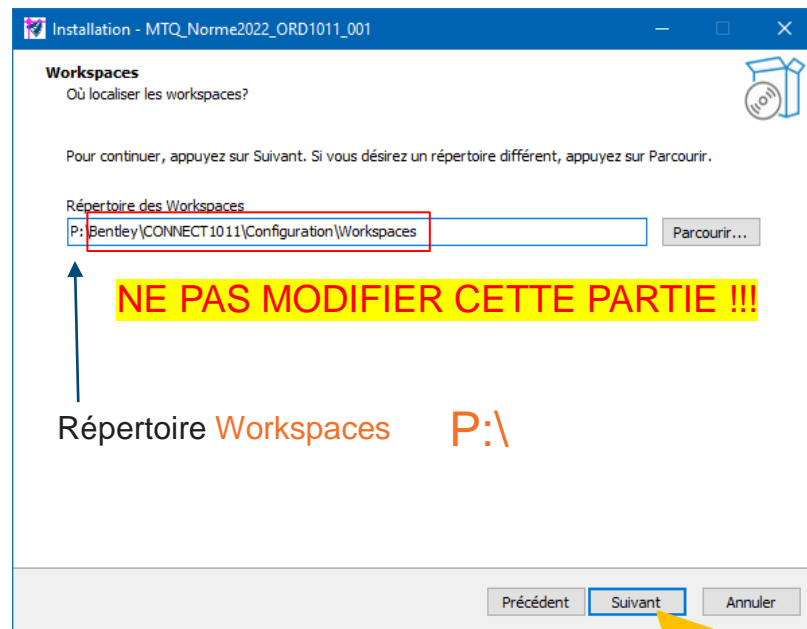 Installation - MTQ_Norme2022_ORD1011_001
Workspaces
Où localiser les workspaces?
Pour continuer, appuyez sur Suivant. Si vous désirez un répertoire différent, appuyez sur Parcourir.
Répertoire des Workspaces
P:\Bentley\CONNECT1011\Configuration\Workspaces
Parcourir...
NE PAS MODIFIER CETTE PARTIE !!!
Répertoire Workspaces P:\
Précédent Suivant Annuler